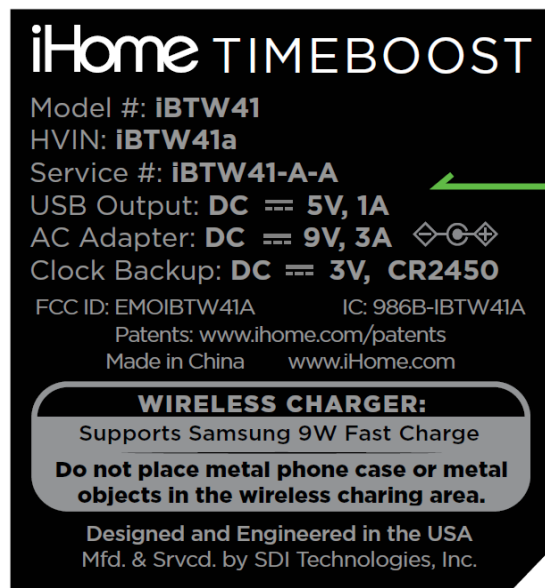 iHome TIMEBOOST
Model #: iBTW41
HVIN: iBTW41a
Service #: iBTW41-A-A
USB Output: DC ⎓ 5V, 1A
AC Adapter: DC ⎓ 9V, 3A
Clock Backup: DC ⎓ 3V, CR2450
FCC ID: EMOIBTW41A IC: 986B-IBTW41A
Patents: www.ihome.com/patents
Made in China www.iHome.com
WIRELESS CHARGER:
Supports Samsung 9W Fast Charge
Do not place metal phone case or metal
objects in the wireless charing area.
Designed and Engineered in the USA
Mfd. & Srvcd. by SDI Technologies, Inc.